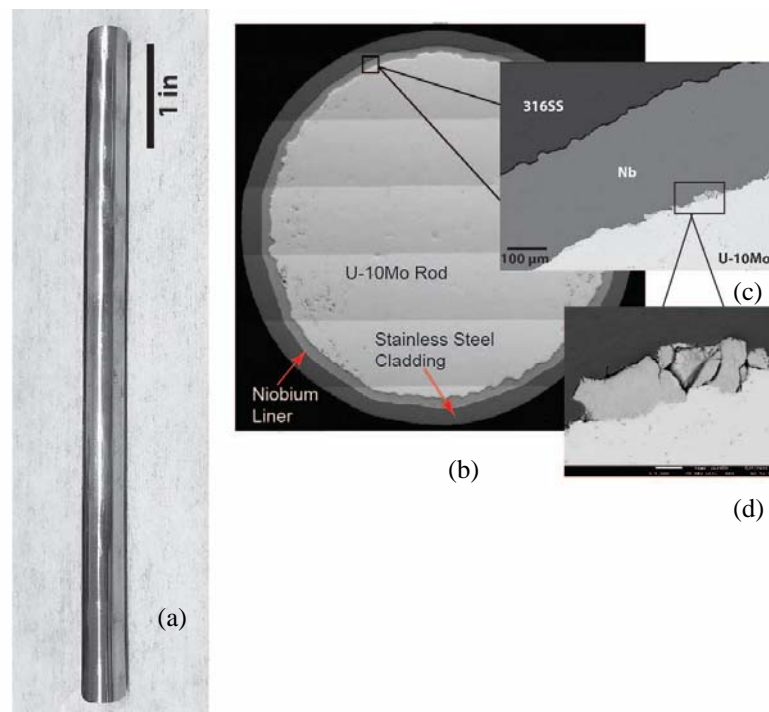 1 in
(a)
316SS
Nb
U-10Mo
100 µm
(c)
U-10Mo Rod
Stainless Steel
Cladding
Niobium
Liner
(b)
(d)